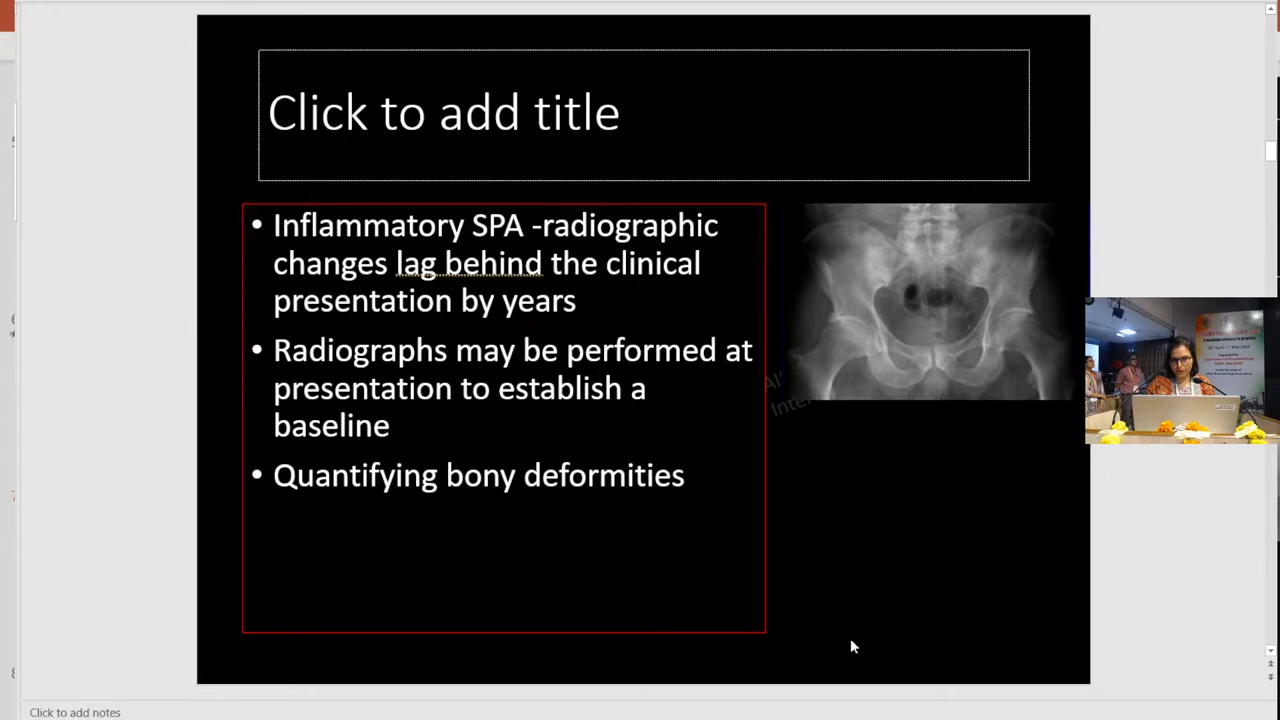 Click to add title
• Inflammatory SPA -radiographic
changes lag behind the clinical
presentation by years
• Radiographs may be performed at
presentation to establish a
baseline
• Quantifying bony deformities
Click to add notes